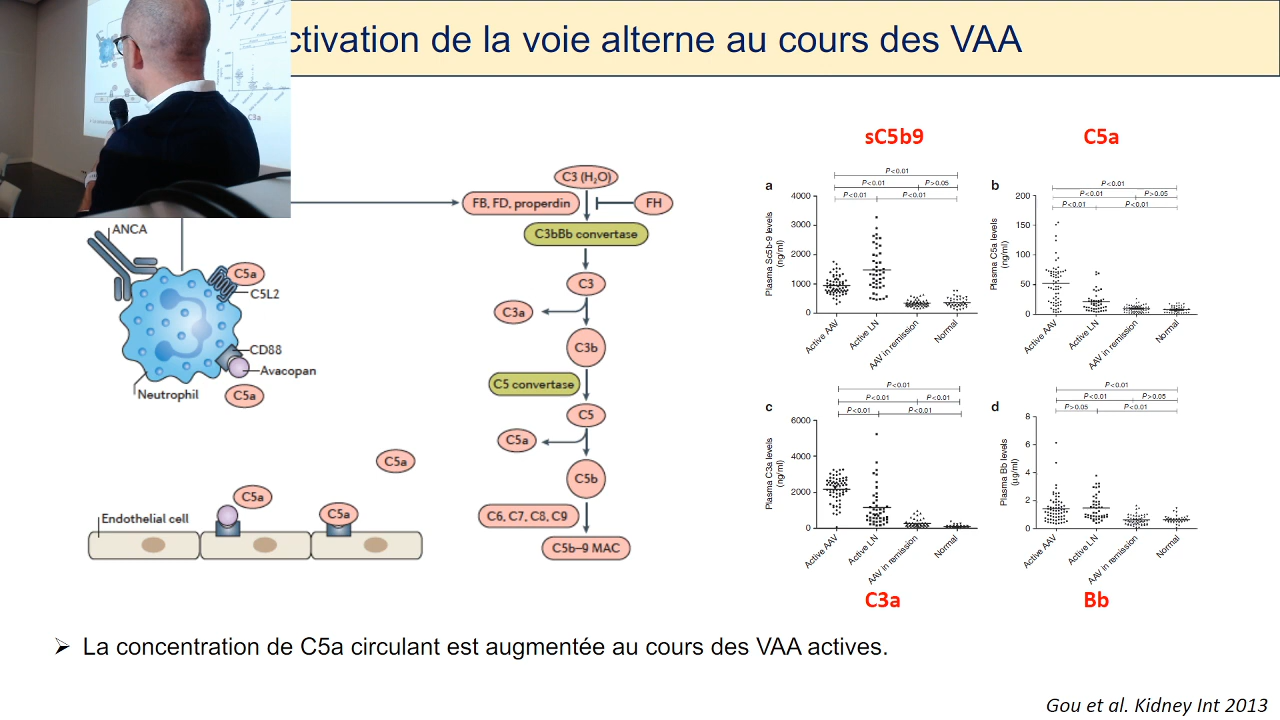 ctivation de la voie alterne au cours des VAA
ANCA
C5a
C5L2
CD88
Avacopan
C5a
Neutrophil
C5a
C5a
C5a
Endothelial cell
C3 (H₂O)
FB, FD, properdin
FH
C3bBb convertase
C3
C3a
C3b
C5 convertase
C5
C5a
C5b
C6, C7, C8, C9
C5b–9 MAC
sC5b9
a
P<0.01
P<0.01 P>0.05
P<0.01 P<0.01
Plasma Sc5b-9 levels
(ng/ml)
4000
3000
2000
1000
0
Active AAV
Active LN
AAV in remission
Normal
C5a
b
P<0.01
P<0.01 P>0.05
P<0.01 P<0.01
Plasma C5a levels
(ng/ml)
200
150
100
50
0
Active AAV
Active LN
AAV in remission
Normal
c
P<0.01
P<0.01 P<0.01
P<0.01 P<0.01
Plasma C3a levels
(ng/ml)
6000
4000
2000
0
Active AAV
Active LN
AAV in remission
Normal
C3a
d
P<0.01
P<0.01 P>0.05
P>0.05 P<0.01
Plasma Bb levels
(µg/ml)
8
6
4
2
0
Active AAV
Active LN
AAV in remission
Normal
Bb
➢ La concentration de C5a circulant est augmentée au cours des VAA actives.
Gou et al. Kidney Int 2013